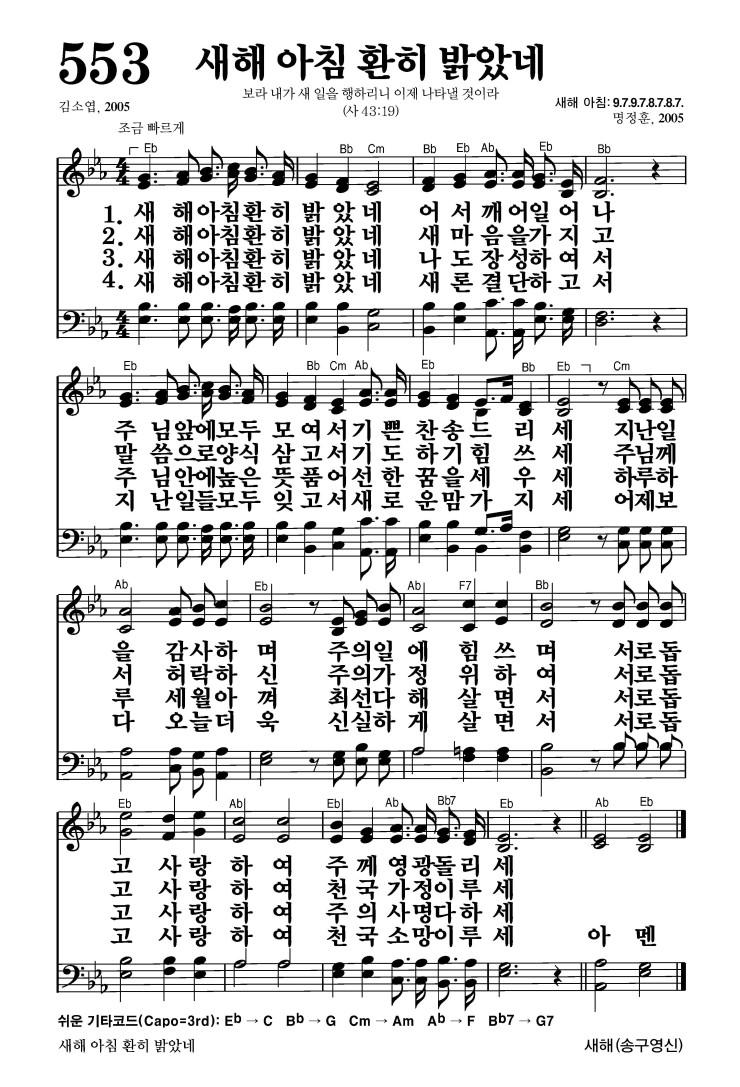 553 새해 아침 환히 밝았네
보라 내가 새 일을 행하리니 이제 나타낼 것이라
(사 43:19)
김소엽, 2005
새해 아침: 9.7.9.7.8.7.8.7.
명정훈, 2005
조금 빠르게
Eb Bb Cm Bb Eb Ab Eb Bb
4 4
1. 새 해아침환히 밝 았네 어 서 깨 어일 어 나
2. 새 해아침환히 밝 았네 새 마 음 을가 지 고
3. 새 해아침환히 밝 았네 나 도 장 성하 여 서
4. 새 해아침환히 밝 았네 새 론 결 단하 고 서
4 4
Eb Bb Cm Ab Eb Bb Eb Cm
주 님앞에모두 모 여 서 기 쁜 찬 송 드 리 세 지난일
말 씀으로양식 삼 고 서 기 도 하 기 힘 쓰 세 주님께
주 님안에높은 뜻 품 어 선 한 꿈 을 세 우 세 하루하
지 난일들모두 잊 고 서 새 로 운 맘 가 지 세 어제보
Ab Eb Ab F7 Bb
을 감 사 하 며 주의일 에 힘 쓰 며 서로돕
서 허 락 하 신 주의가 정 위 하 여 서로돕
루 세 월 아 껴 최선다 해 살 면 서 서로돕
다 오 늘 더 욱 신실하 게 살 면 서 서로돕
Eb Ab Eb Ab Bb7 Eb Ab Eb
고 사 랑 하 여 주 께 영 광돌 리 세
고 사 랑 하 여 천 국 가 정이 루 세
고 사 랑 하 여 주 의 사 명다 하 세
고 사 랑 하 여 천 국 소 망이 루 세 아 멘
쉬운 기타코드(Capo=3rd): Eb → C Bb → G Cm → Am Ab → F Bb7 → G7
새해 아침 환히 밝았네
새해(송구영신)